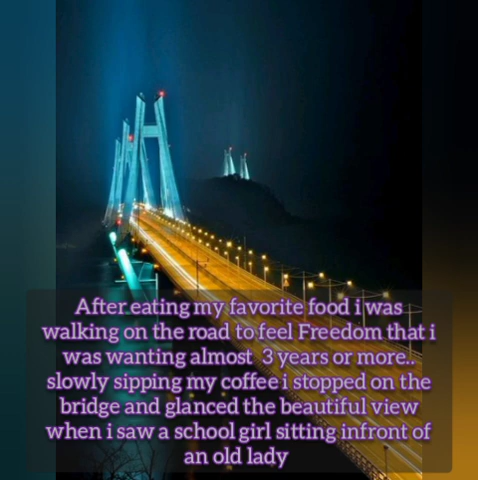 After eating my favorite food i was
walking on the road to feel Freedom that i
was wanting almost 3 years or more..
slowly sipping my coffee i stopped on the
bridge and glanced the beautiful view
when i saw a school girl sitting infront of
an old lady